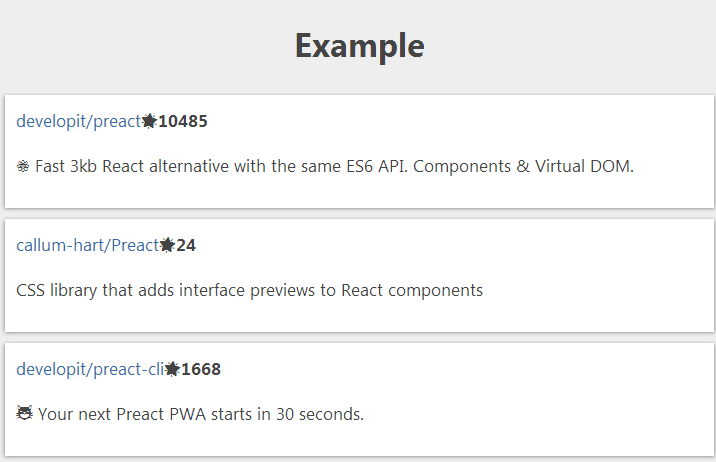 Example
developit/preact🌟10485
⚛️ Fast 3kb React alternative with the same ES6 API. Components & Virtual DOM.
callum-hart/Preact🌟24
CSS library that adds interface previews to React components
developit/preact-cli🌟1668
😺 Your next Preact PWA starts in 30 seconds.